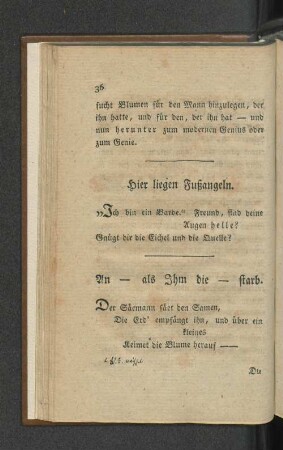 36
sucht Blumen für den Mann hinzulegen, der
ihn hatte, und für den, der ihn hat — und
nun herunter zum modernen Genius oder
zum Genie.
Hier liegen Fußangeln.
„Ich bin ein Barde.“ Freund, sind deine
Augen helle?
Gnügt dir die Eichel und die Quelle?
An — als Ihm die — starb.
Der Säemann säet den Samen,
Die Erd' empfängt ihn, und über ein
kleines
Keimet die Blume herauf ——
Die